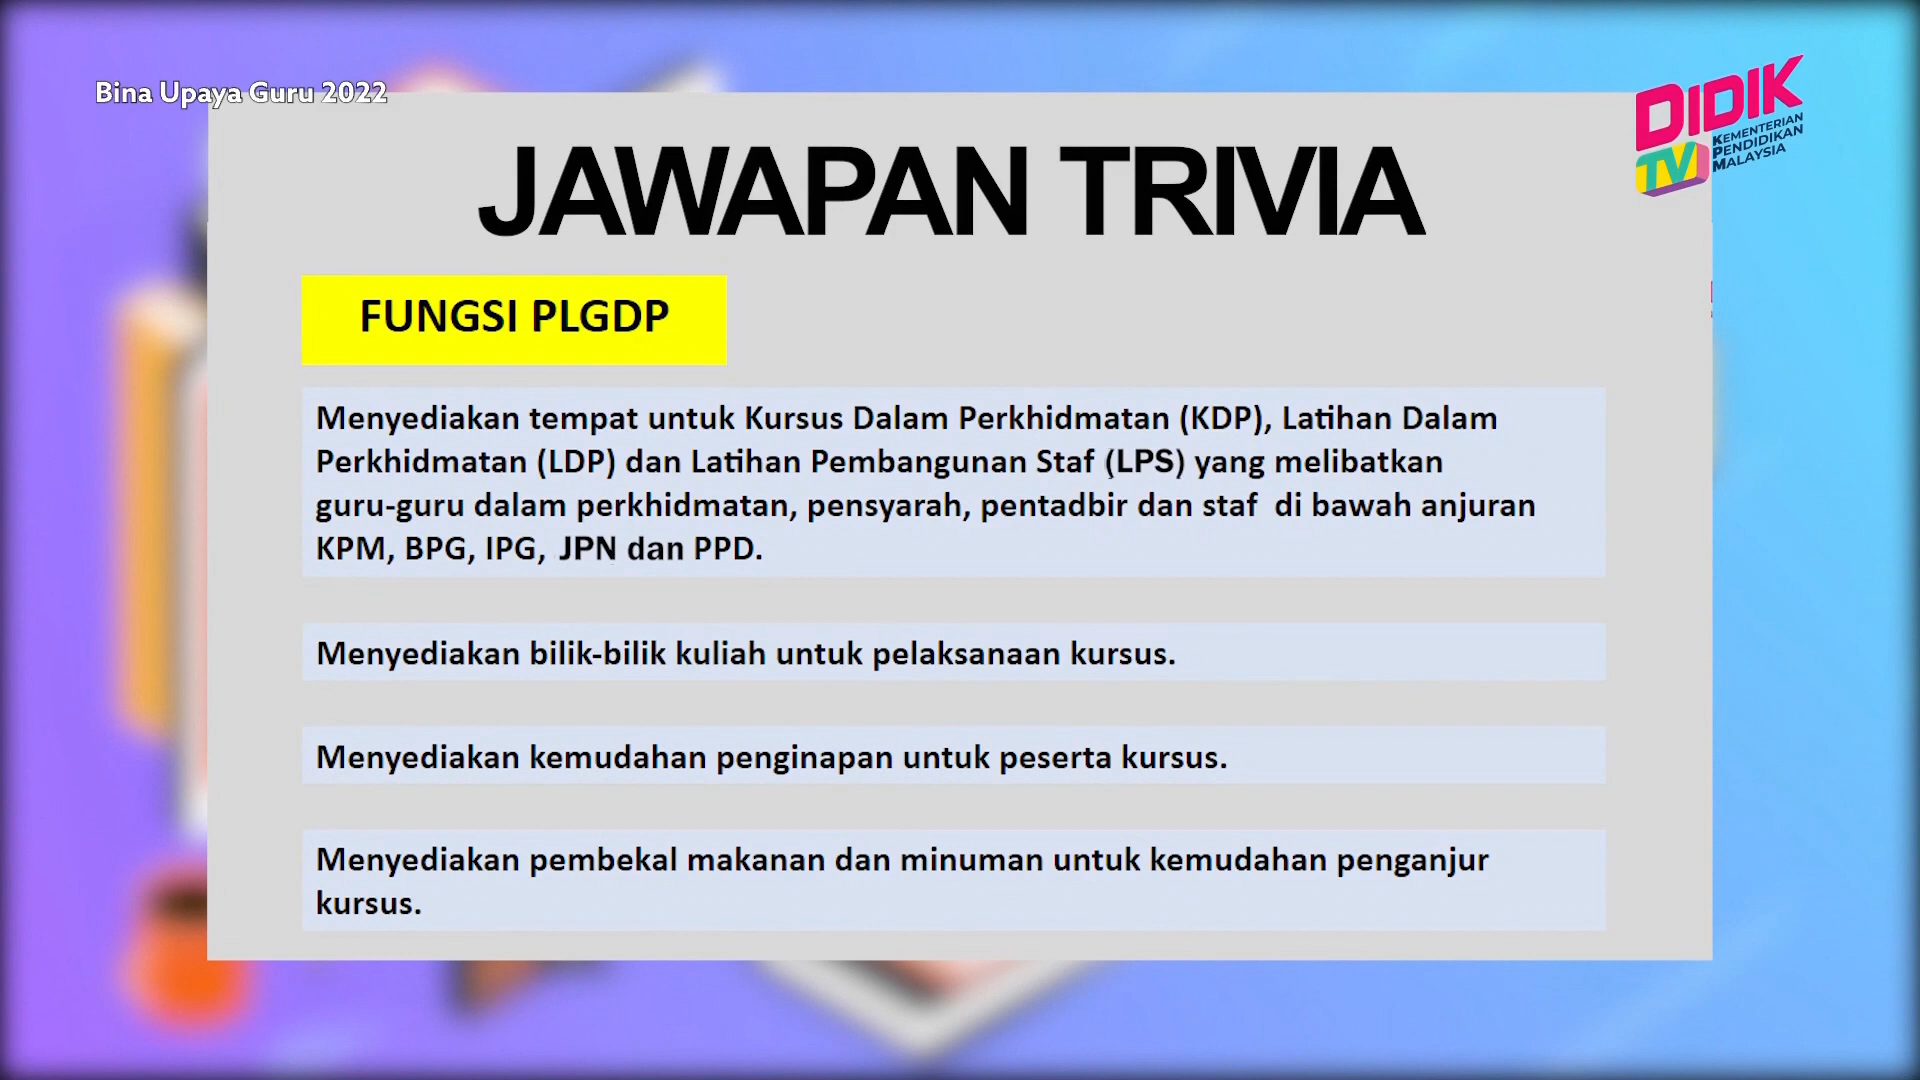 Bina Upaya Guru 2022
DIDIK
TV
KEMENTERIAN
PENDIDIKAN
MALAYSIA
JAWAPAN TRIVIA
FUNGSI PLGDP
Menyediakan tempat untuk Kursus Dalam Perkhidmatan (KDP), Latihan Dalam
Perkhidmatan (LDP) dan Latihan Pembangunan Staf (LPS) yang melibatkan
guru-guru dalam perkhidmatan, pensyarah, pentadbir dan staf di bawah anjuran
KPM, BPG, IPG, JPN dan PPD.
Menyediakan bilik-bilik kuliah untuk pelaksanaan kursus.
Menyediakan kemudahan penginapan untuk peserta kursus.
Menyediakan pembekal makanan dan minuman untuk kemudahan penganjur
kursus.